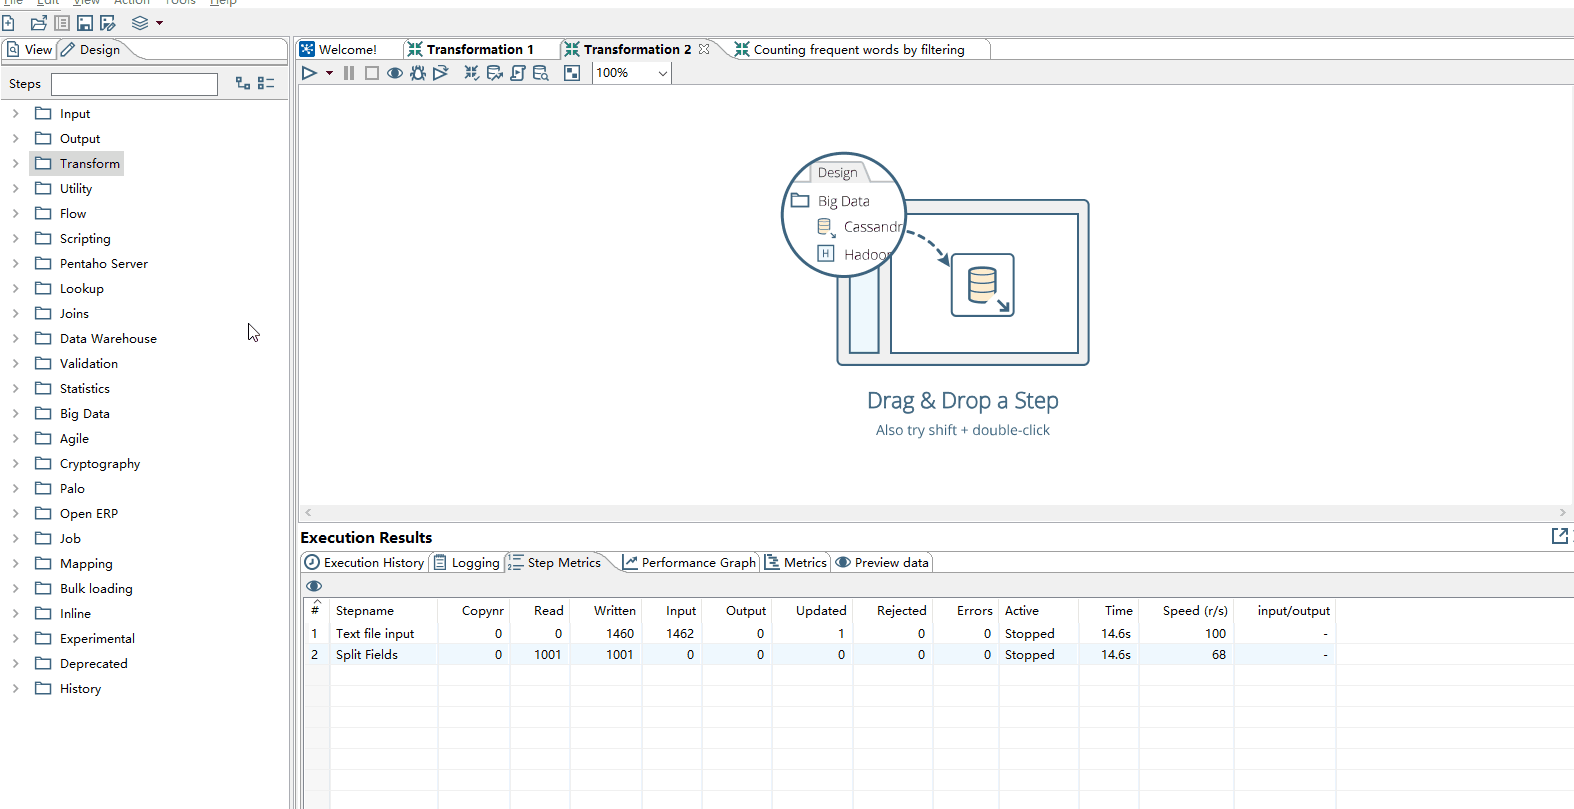 File Edit View Action Tools Help
View Design
Steps
Input
Output
Transform
Utility
Flow
Scripting
Pentaho Server
Lookup
Joins
Data Warehouse
Validation
Statistics
Big Data
Agile
Cryptography
Palo
Open ERP
Job
Mapping
Bulk loading
Inline
Experimental
Deprecated
History
Welcome! Transformation 1 Transformation 2 Counting frequent words by filtering
100%
Design
Big Data
Cassandr
H Hadoo
Drag & Drop a Step
Also try shift + double-click
Execution Results
Execution History Logging Step Metrics Performance Graph Metrics Preview data
# Stepname Copynr Read Written Input Output Updated Rejected Errors Active Time Speed (r/s) input/output
1 Text file input 0 0 1460 1462 0 1 0 0 Stopped 14.6s 100 -
2 Split Fields 0 1001 1001 0 0 0 0 0 Stopped 14.6s 68 -